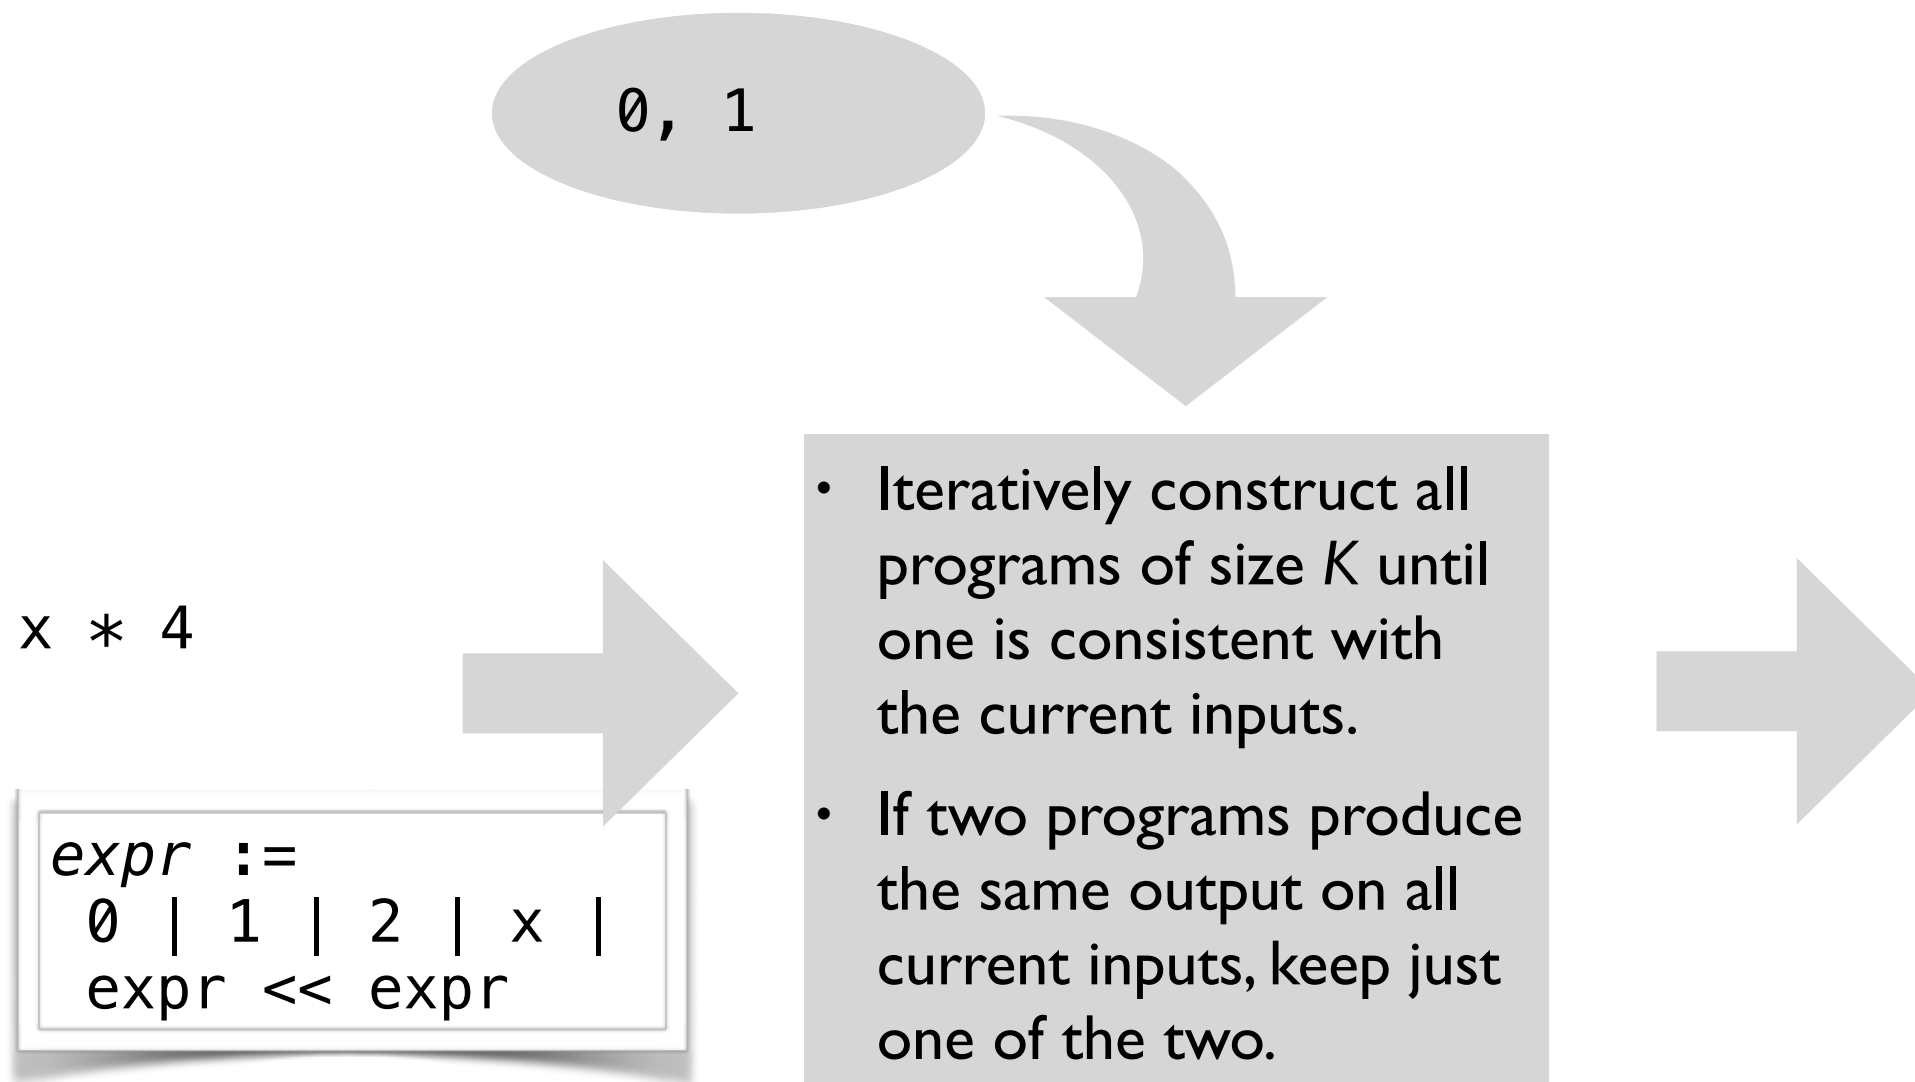 0, 1
x * 4
expr :=
0 | 1 | 2 | x |
expr << expr
• Iteratively construct all
programs of size K until
one is consistent with
the current inputs.
• If two programs produce
the same output on all
current inputs, keep just
one of the two.